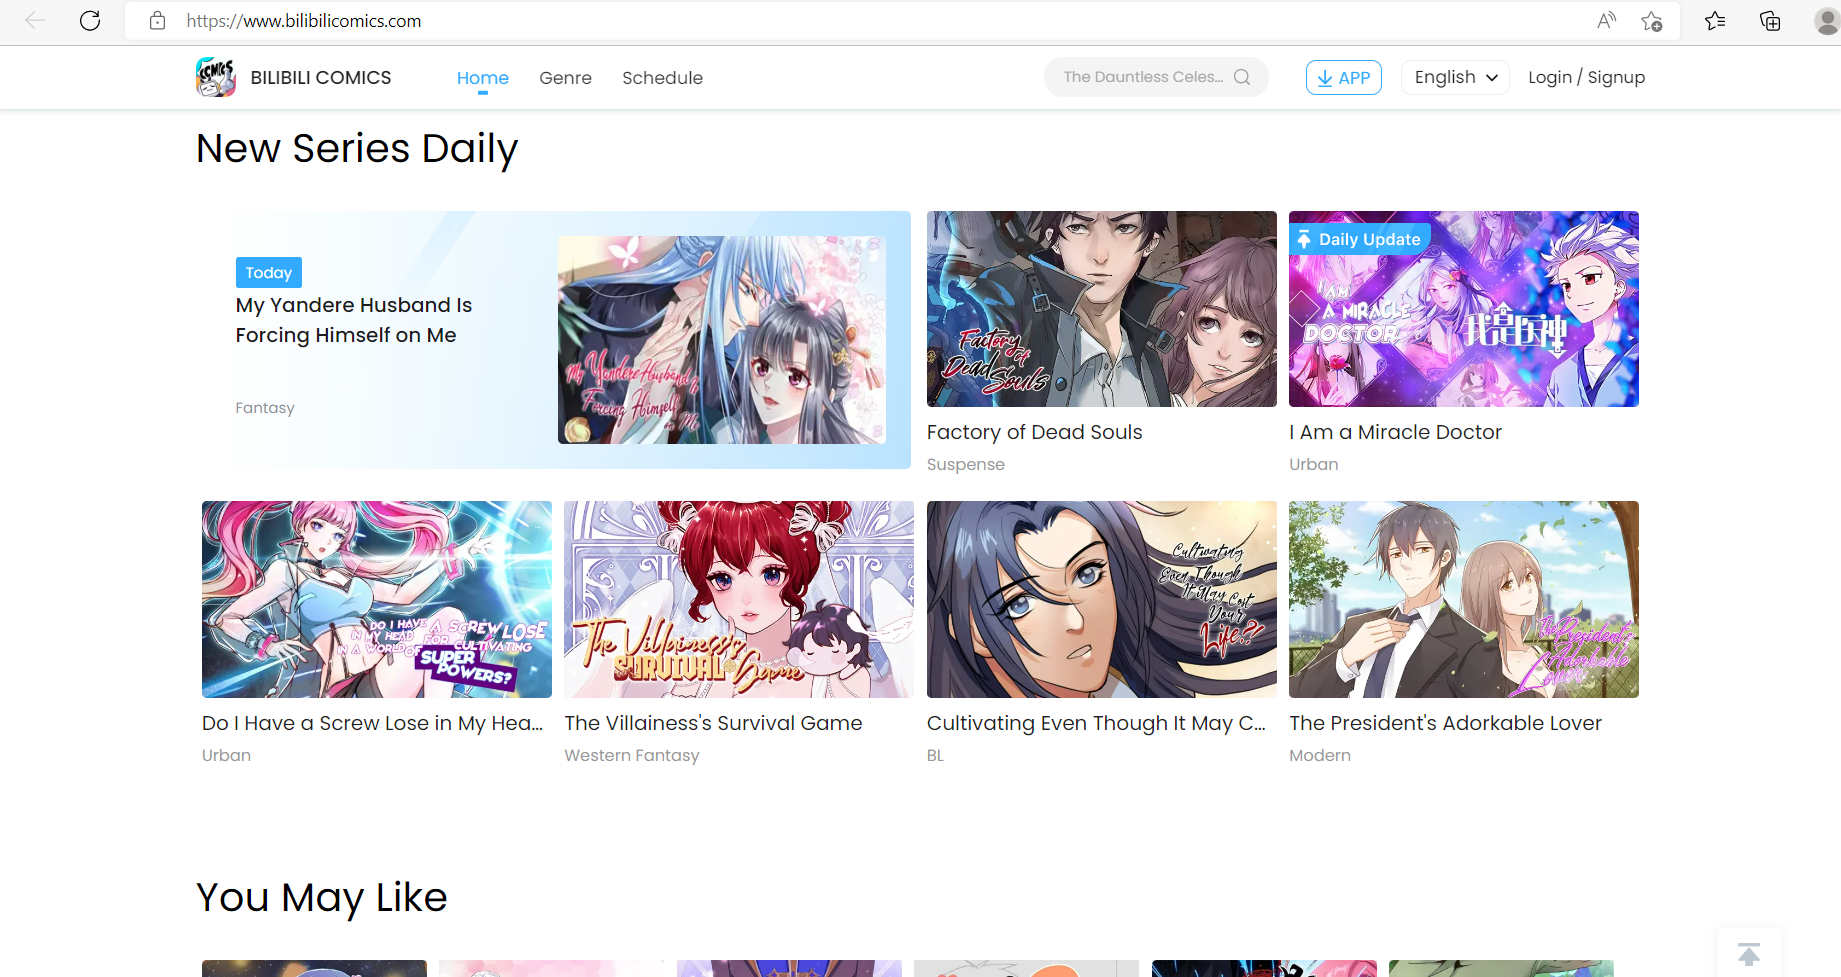 https://www.bilibilicomics.com
BILIBILI COMICS
Home
Genre
Schedule
The Dauntless Celes...
APP
English
Login / Signup
New Series Daily
Today
My Yandere Husband Is
Forcing Himself on Me
Fantasy
My Yandere Husband Is
Forcing Himself
on Me
Factory
of
Dead Souls
Factory of Dead Souls
Suspense
Daily Update
I AM
A MIRACLE
DOCTOR
我是医神
I Am a Miracle Doctor
Urban
DO I HAVE A SCREW LOSE
IN MY HEAD FOR CULTIVATING
IN A WORLD OF SUPER
POWERS?
Do I Have a Screw Lose in My Hea...
Urban
The Villainess's
SURVIVAL Game
The Villainess's Survival Game
Western Fantasy
Cultivating
Even Though
It May Cost
Your
Life?
Cultivating Even Though It May C...
BL
The President's
Adorkable
Lover
The President's Adorkable Lover
Modern
You May Like